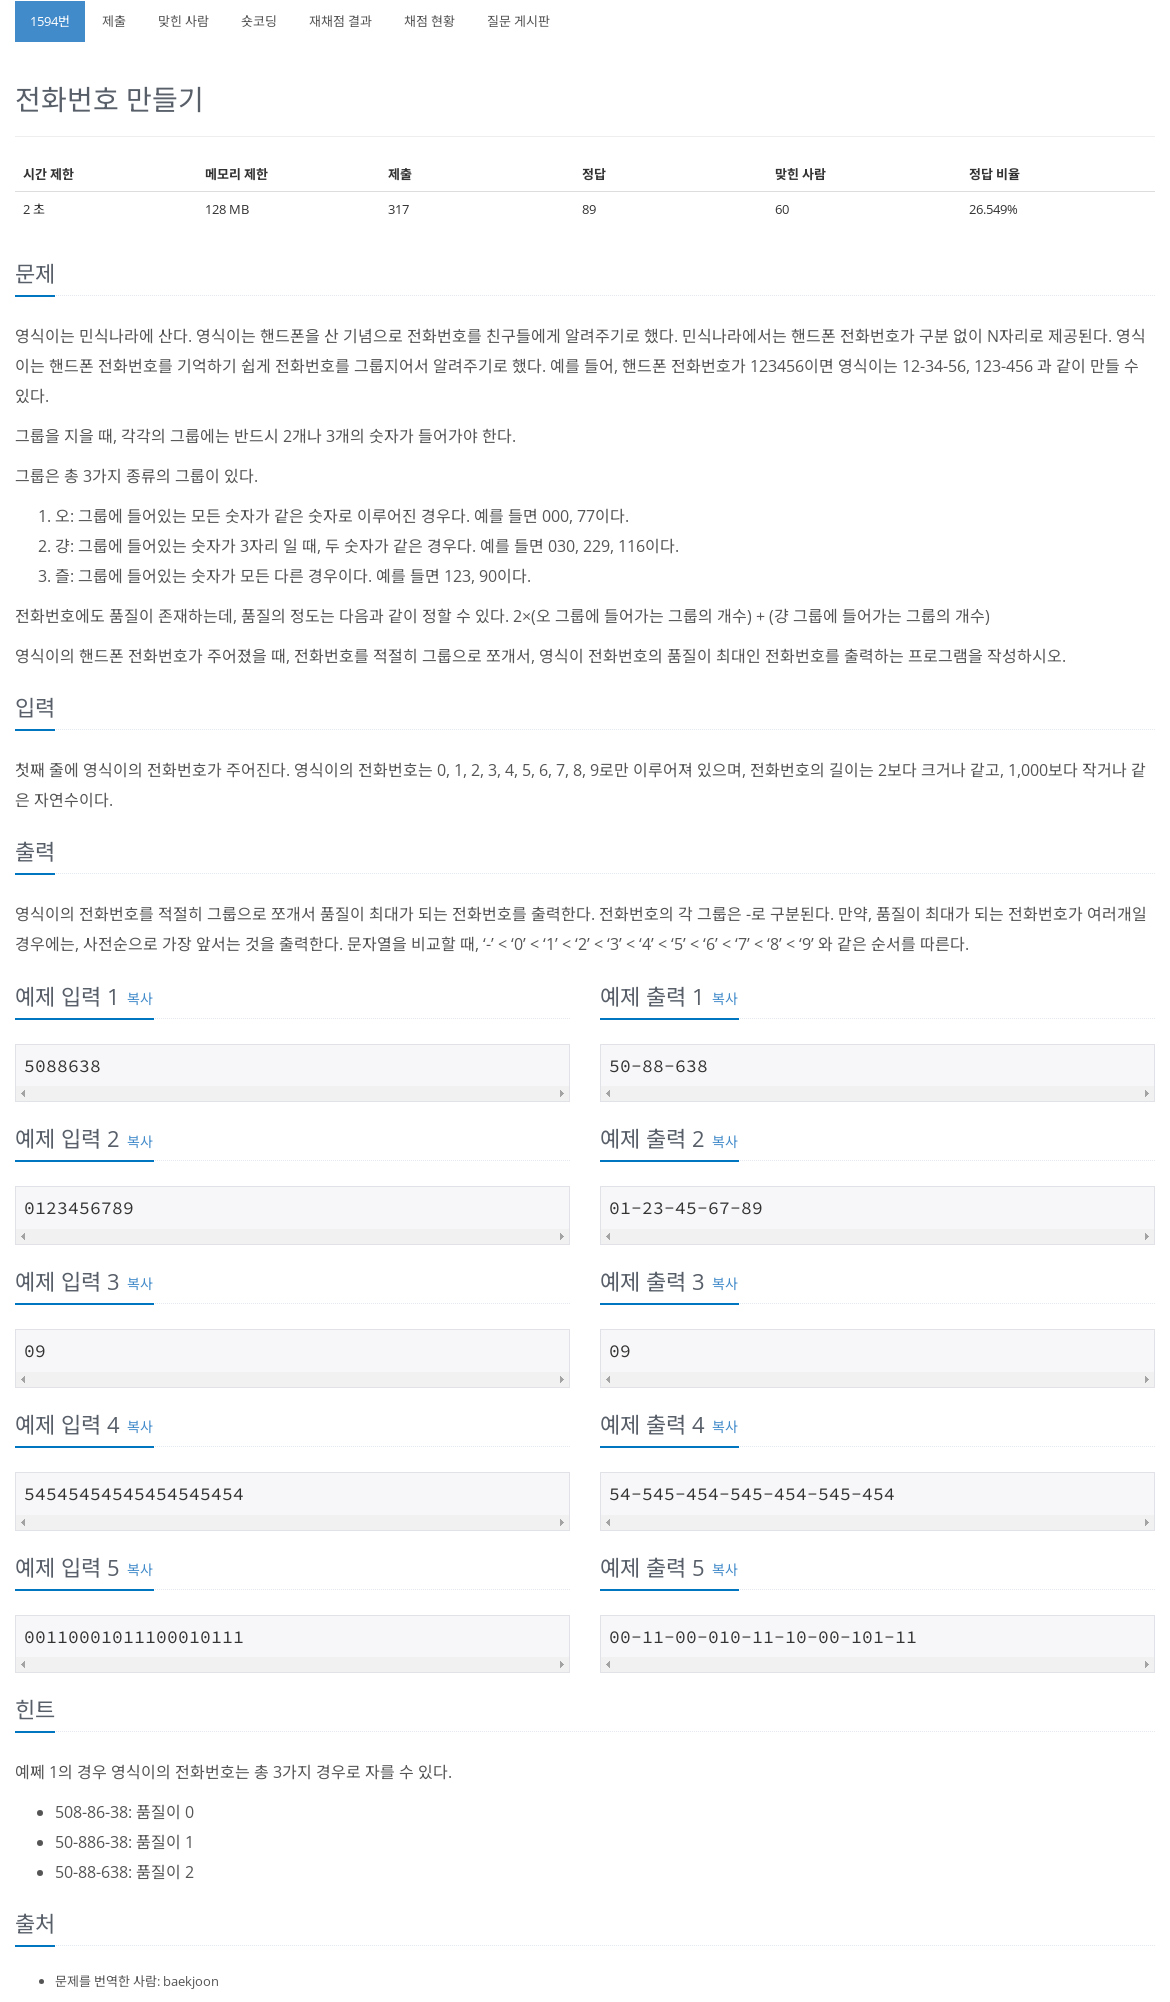 1594번 제출 맞힌 사람 숏코딩 재채점 결과 채점 현황 질문 게시판
전화번호 만들기
시간 제한 메모리 제한 제출 정답 맞힌 사람 정답 비율
2 초 128 MB 317 89 60 26.549%
문제
영식이는 민식나라에 산다. 영식이는 핸드폰을 산 기념으로 전화번호를 친구들에게 알려주기로 했다. 민식나라에서는 핸드폰 전화번호가 구분 없이 N자리로 제공된다. 영식
이는 핸드폰 전화번호를 기억하기 쉽게 전화번호를 그룹지어서 알려주기로 했다. 예를 들어, 핸드폰 전화번호가 123456이면 영식이는 12-34-56, 123-456 과 같이 만들 수
있다.
그룹을 지을 때, 각각의 그룹에는 반드시 2개나 3개의 숫자가 들어가야 한다.
그룹은 총 3가지 종류의 그룹이 있다.
1. 오: 그룹에 들어있는 모든 숫자가 같은 숫자로 이루어진 경우다. 예를 들면 000, 77이다.
2. 걍: 그룹에 들어있는 숫자가 3자리 일 때, 두 숫자가 같은 경우다. 예를 들면 030, 229, 116이다.
3. 즐: 그룹에 들어있는 숫자가 모든 다른 경우이다. 예를 들면 123, 90이다.
전화번호에도 품질이 존재하는데, 품질의 정도는 다음과 같이 정할 수 있다. 2×(오 그룹에 들어가는 그룹의 개수) + (걍 그룹에 들어가는 그룹의 개수)
영식이의 핸드폰 전화번호가 주어졌을 때, 전화번호를 적절히 그룹으로 쪼개서, 영식이 전화번호의 품질이 최대인 전화번호를 출력하는 프로그램을 작성하시오.
입력
첫째 줄에 영식이의 전화번호가 주어진다. 영식이의 전화번호는 0, 1, 2, 3, 4, 5, 6, 7, 8, 9로만 이루어져 있으며, 전화번호의 길이는 2보다 크거나 같고, 1,000보다 작거나 같
은 자연수이다.
출력
영식이의 전화번호를 적절히 그룹으로 쪼개서 품질이 최대가 되는 전화번호를 출력한다. 전화번호의 각 그룹은 -로 구분된다. 만약, 품질이 최대가 되는 전화번호가 여러개일
경우에는, 사전순으로 가장 앞서는 것을 출력한다. 문자열을 비교할 때, ‘-’ < ‘0’ < ‘1’ < ‘2’ < ‘3’ < ‘4’ < ‘5’ < ‘6’ < ‘7’ < ‘8’ < ‘9’ 와 같은 순서를 따른다.
예제 입력 1 복사
5088638
예제 출력 1 복사
50-88-638
예제 입력 2 복사
0123456789
예제 출력 2 복사
01-23-45-67-89
예제 입력 3 복사
09
예제 출력 3 복사
09
예제 입력 4 복사
54545454545454545454
예제 출력 4 복사
54-545-454-545-454-545-454
예제 입력 5 복사
00110001011100010111
예제 출력 5 복사
00-11-00-010-11-10-00-101-11
힌트
예쩨 1의 경우 영식이의 전화번호는 총 3가지 경우로 자를 수 있다.
508-86-38: 품질이 0
50-886-38: 품질이 1
50-88-638: 품질이 2
출처
문제를 번역한 사람: baekjoon